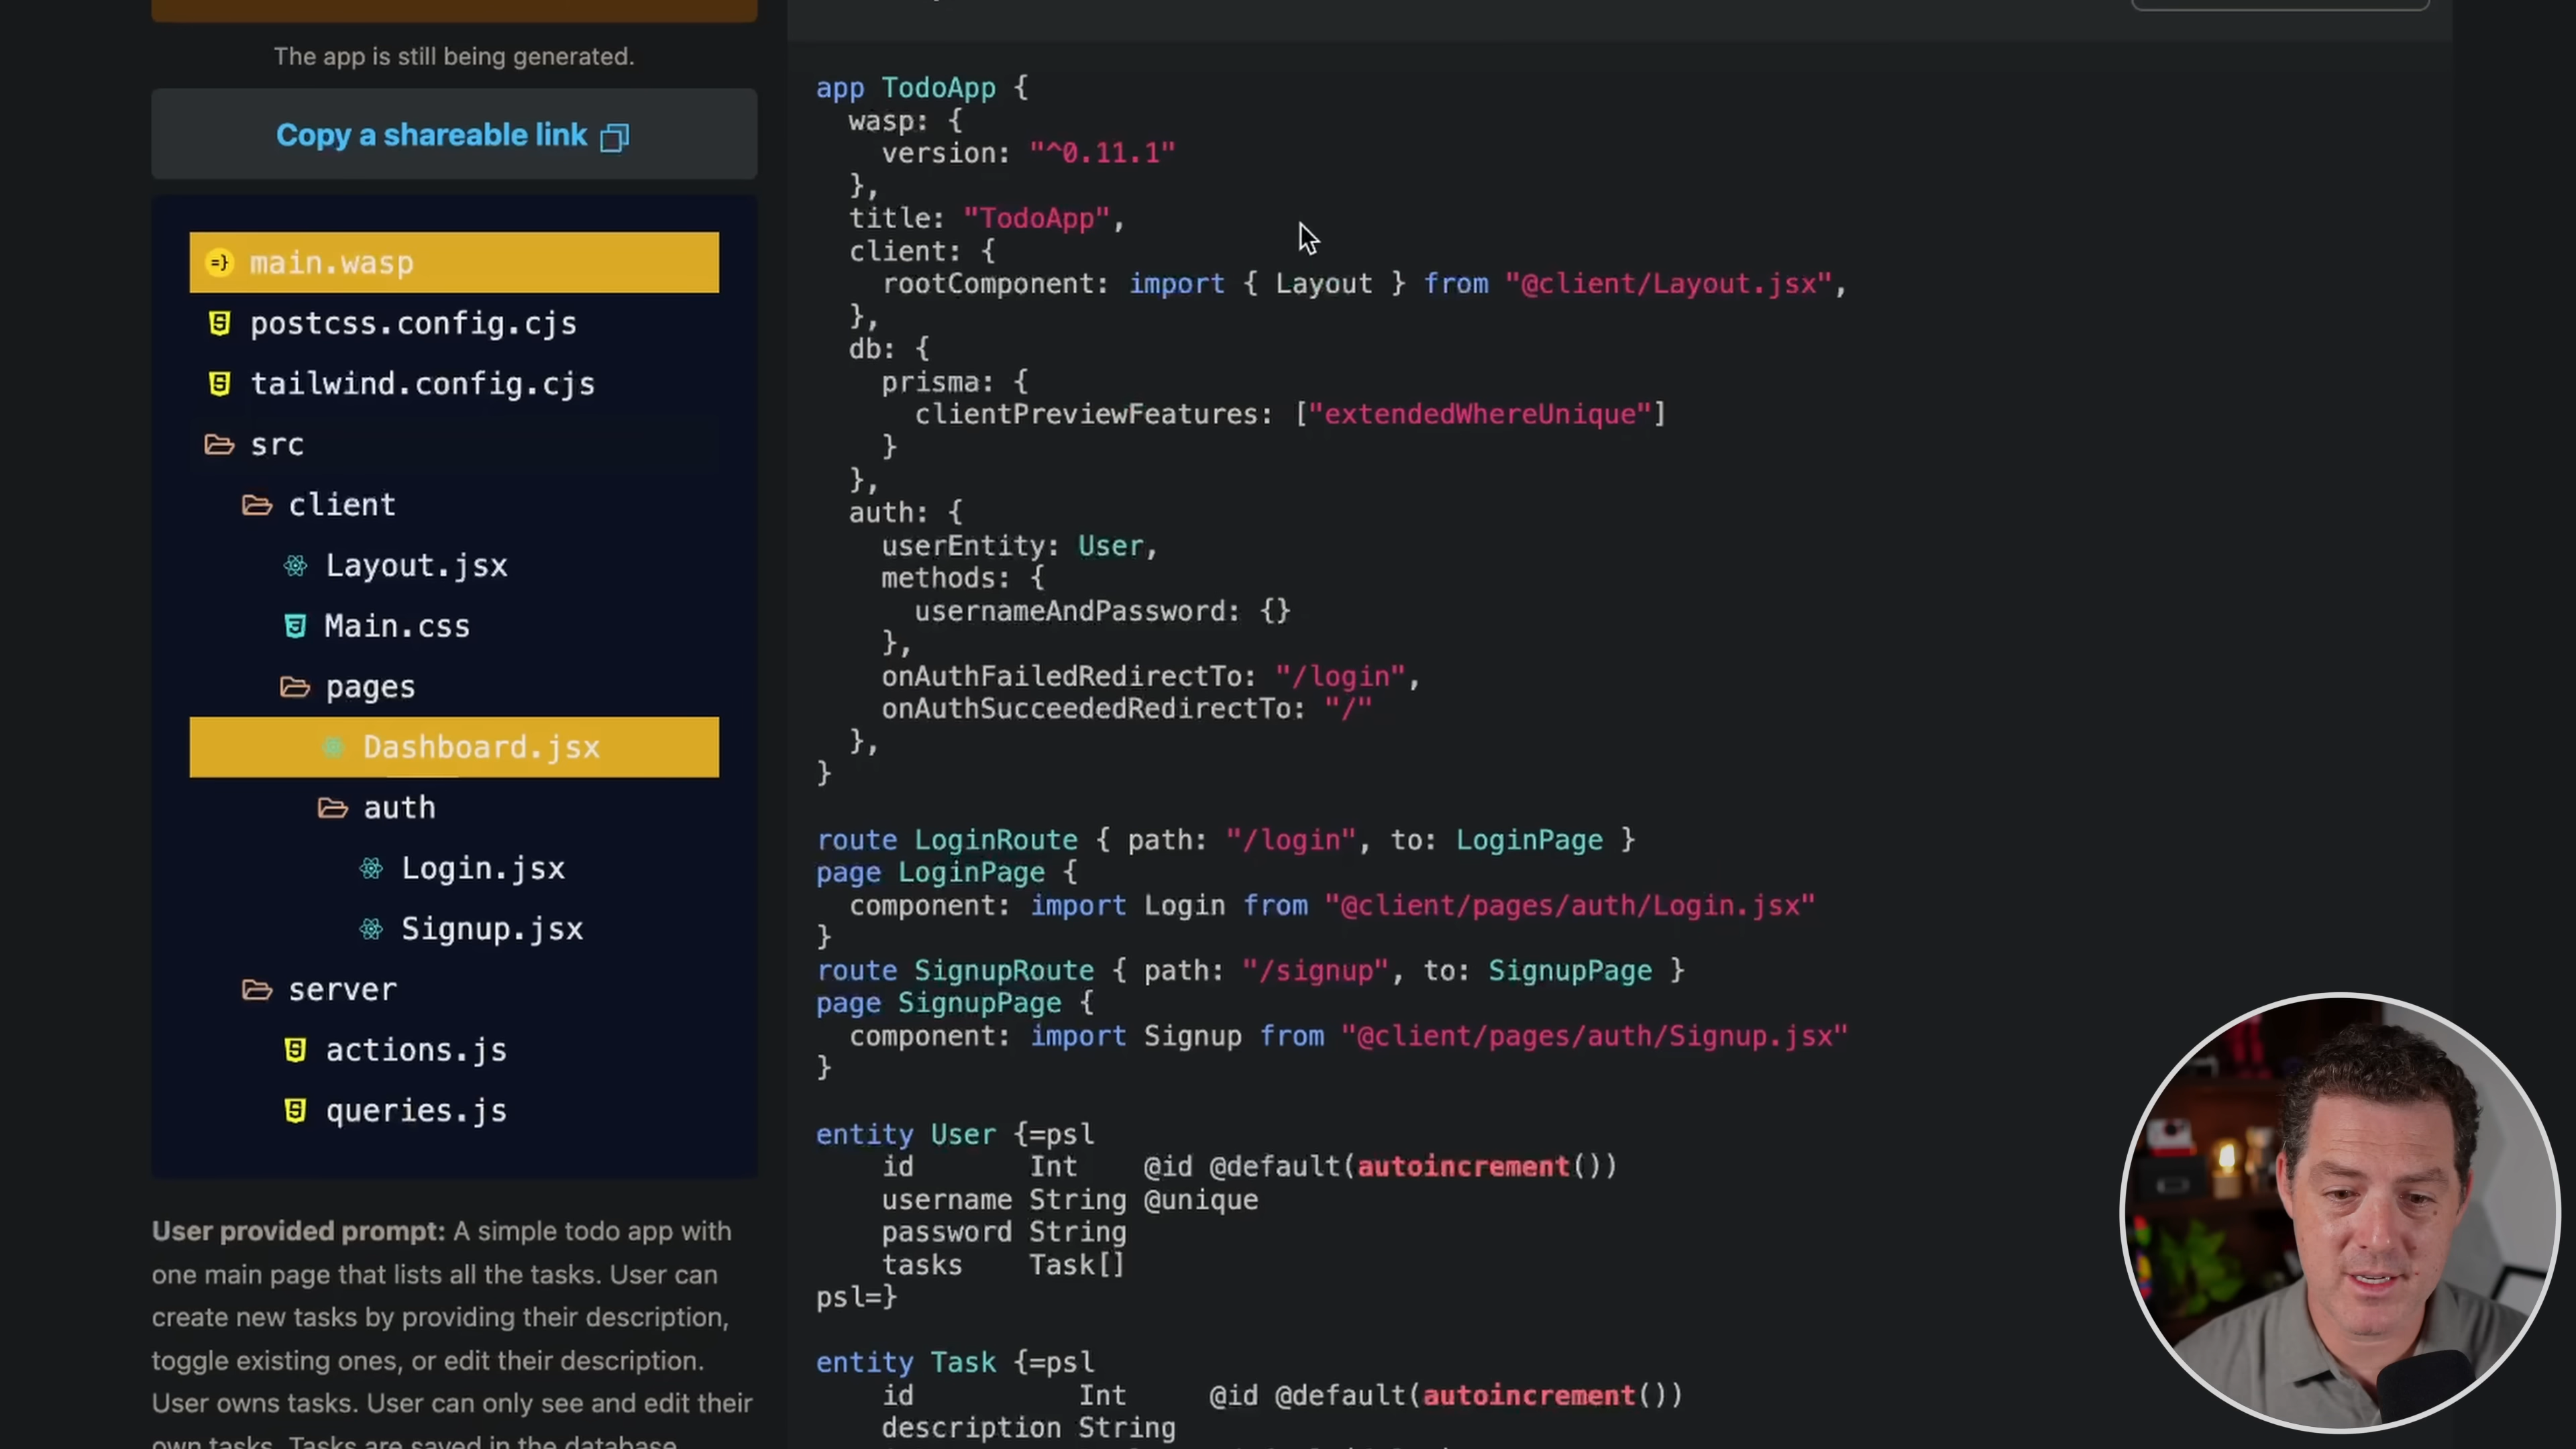 The app is still being generated.
Copy a shareable link
main.wasp
postcss.config.cjs
tailwind.config.cjs
src
client
Layout.jsx
Main.css
pages
Dashboard.jsx
auth
Login.jsx
Signup.jsx
server
actions.js
queries.js
User provided prompt: A simple todo app with
one main page that lists all the tasks. User can
create new tasks by providing their description,
toggle existing ones, or edit their description.
User owns tasks. User can only see and edit their
own tasks. Tasks are saved in the database.
app TodoApp {
  wasp: {
    version: "^0.11.1"
  },
  title: "TodoApp",
  client: {
    rootComponent: import { Layout } from "@client/Layout.jsx",
  },
  db: {
    prisma: {
      clientPreviewFeatures: ["extendedWhereUnique"]
    }
  },
  auth: {
    userEntity: User,
    methods: {
      usernameAndPassword: {}
    },
    onAuthFailedRedirectTo: "/login",
    onAuthSucceededRedirectTo: "/"
  },
}
route LoginRoute { path: "/login", to: LoginPage }
page LoginPage {
  component: import Login from "@client/pages/auth/Login.jsx"
}
route SignupRoute { path: "/signup", to: SignupPage }
page SignupPage {
  component: import Signup from "@client/pages/auth/Signup.jsx"
}
entity User {=psl
    id       Int    @id @default(autoincrement())
    username String @unique
    password String
    tasks    Task[]
psl=}
entity Task {=psl
    id          Int     @id @default(autoincrement())
    description String